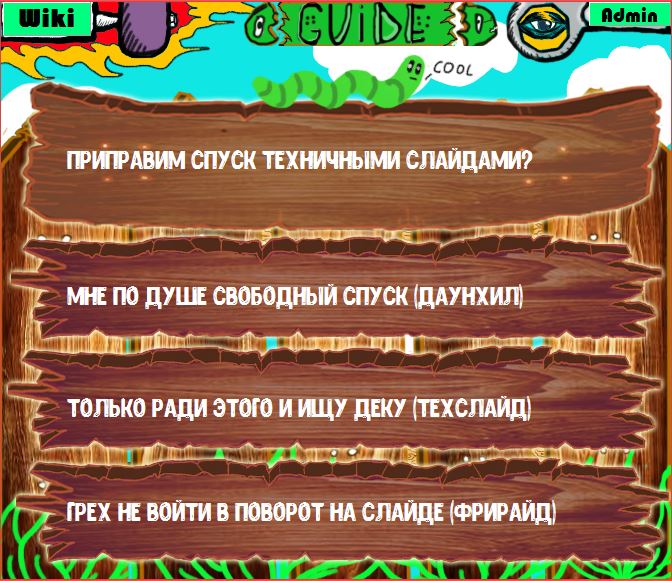 Wiki
GUIDE
Admin
COOL
ПРИПРАВИМ СПУСК ТЕХНИЧНЫМИ СЛАЙДАМИ?
МНЕ ПО ДУШЕ СВОБОДНЫЙ СПУСК (ДАУНХИЛ)
ТОЛЬКО РАДИ ЭТОГО И ИЩУ ДЕКУ (ТЕХСЛАЙД)
ГРЕХ НЕ ВОЙТИ В ПОВОРОТ НА СЛАЙДЕ (ФРИРАЙД)